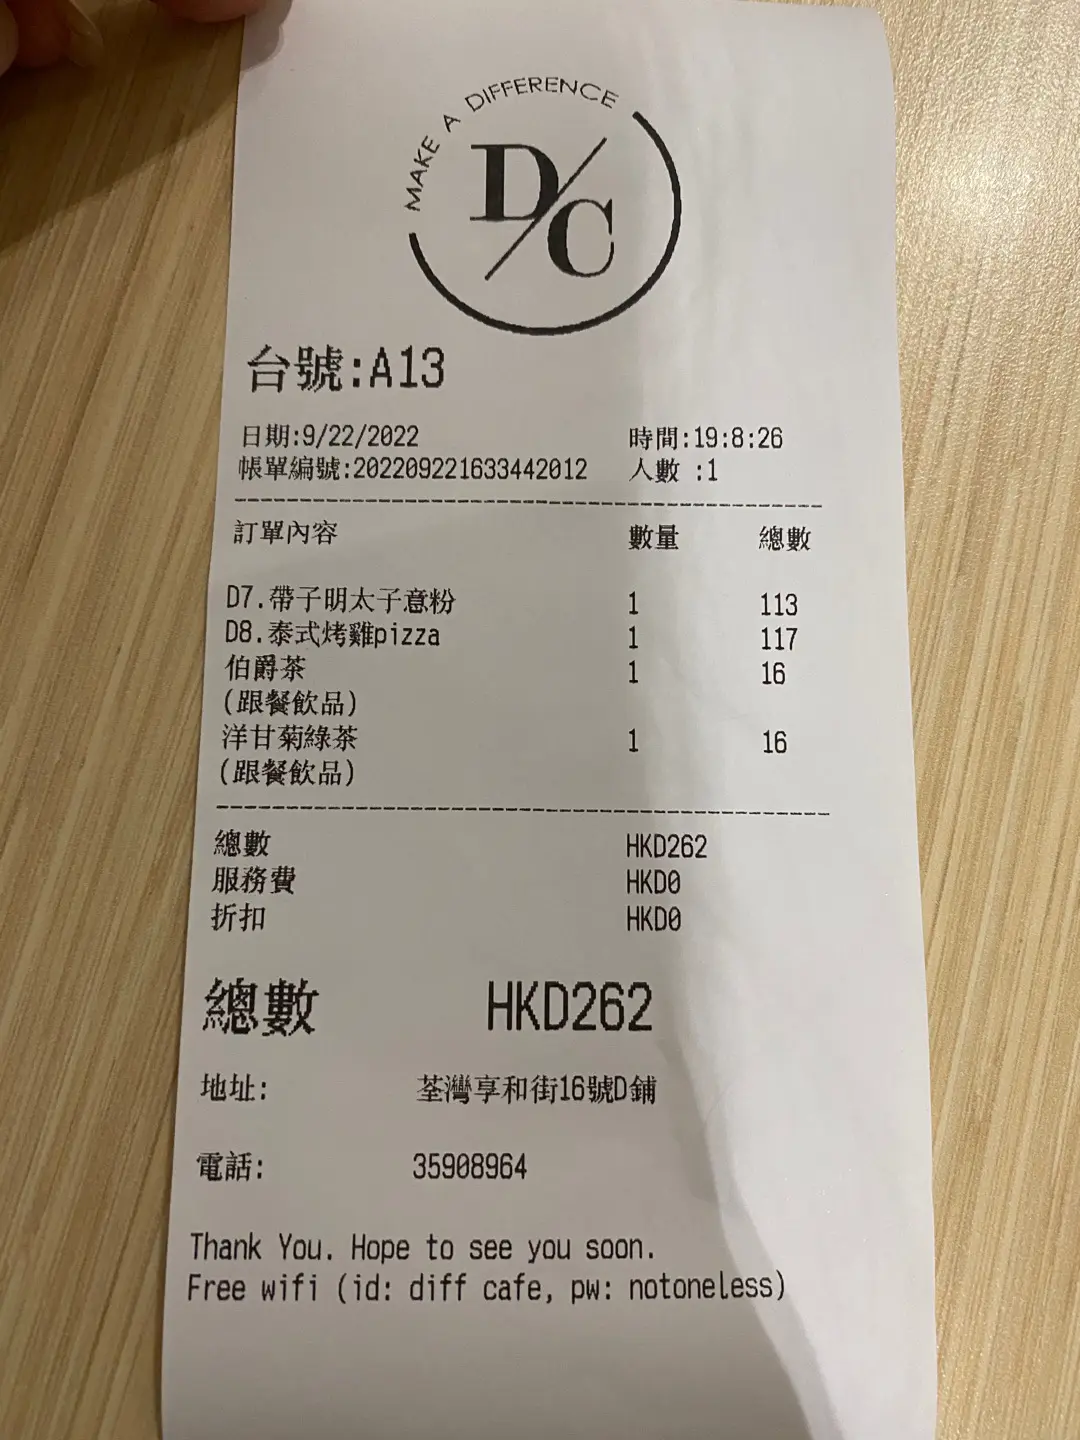 MAKE A DIFFERENCE
D/C
台號:A13
日期:9/22/2022 時間:19:8:26
帳單編號:202209221633442012 人數 :1
訂單內容 數量 總數
D7.帶子明太子意粉 1 113
D8.泰式烤雞pizza 1 117
伯爵茶 1 16
(跟餐飲品)
洋甘菊綠茶 1 16
(跟餐飲品)
總數 HKD262
服務費 HKD0
折扣 HKD0
總數 HKD262
地址: 荃灣享和街16號D鋪
電話: 35908964
Thank You. Hope to see you soon.
Free wifi (id: diff cafe, pw: notoneless)